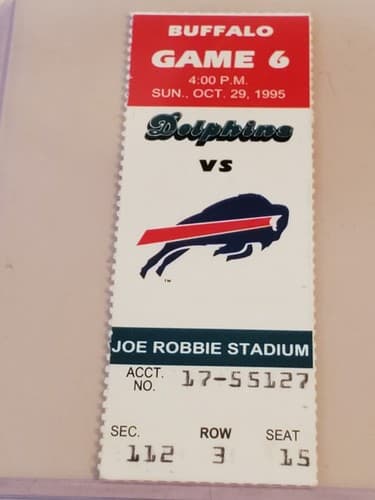 BUFFALO
GAME 6
4:00 P.M.
SUN., OCT. 29, 1995
Dolphins
VS
TM
JOE ROBBIE STADIUM
ACCT. NO. 17-55127
SEC. ROW SEAT
112 3 15